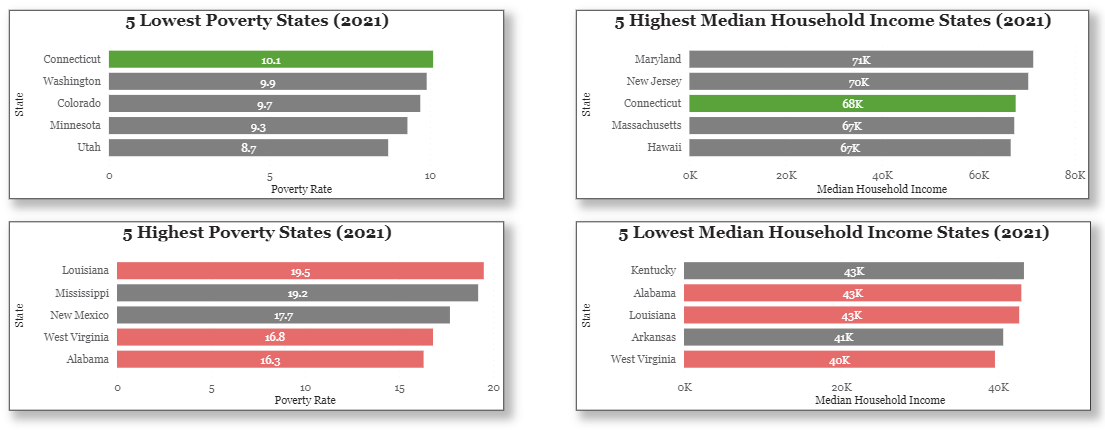 5 Lowest Poverty States (2021)
State
Connecticut 10.1
Washington 9.9
Colorado 9.7
Minnesota 9.3
Utah 8.7
0 5 10
Poverty Rate
5 Highest Median Household Income States (2021)
State
Maryland 71K
New Jersey 70K
Connecticut 68K
Massachusetts 67K
Hawaii 67K
0K 20K 40K 60K 80K
Median Household Income
5 Highest Poverty States (2021)
State
Louisiana 19.5
Mississippi 19.2
New Mexico 17.7
West Virginia 16.8
Alabama 16.3
0 5 10 15 20
Poverty Rate
5 Lowest Median Household Income States (2021)
State
Kentucky 43K
Alabama 43K
Louisiana 43K
Arkansas 41K
West Virginia 40K
0K 20K 40K
Median Household Income